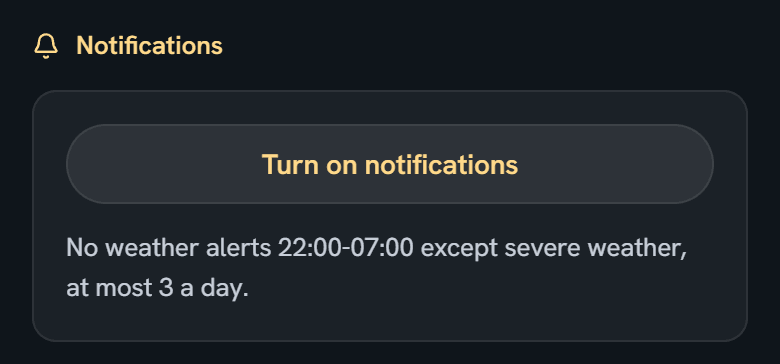 Notifications
Turn on notifications
No weather alerts 22:00-07:00 except severe weather,
at most 3 a day.